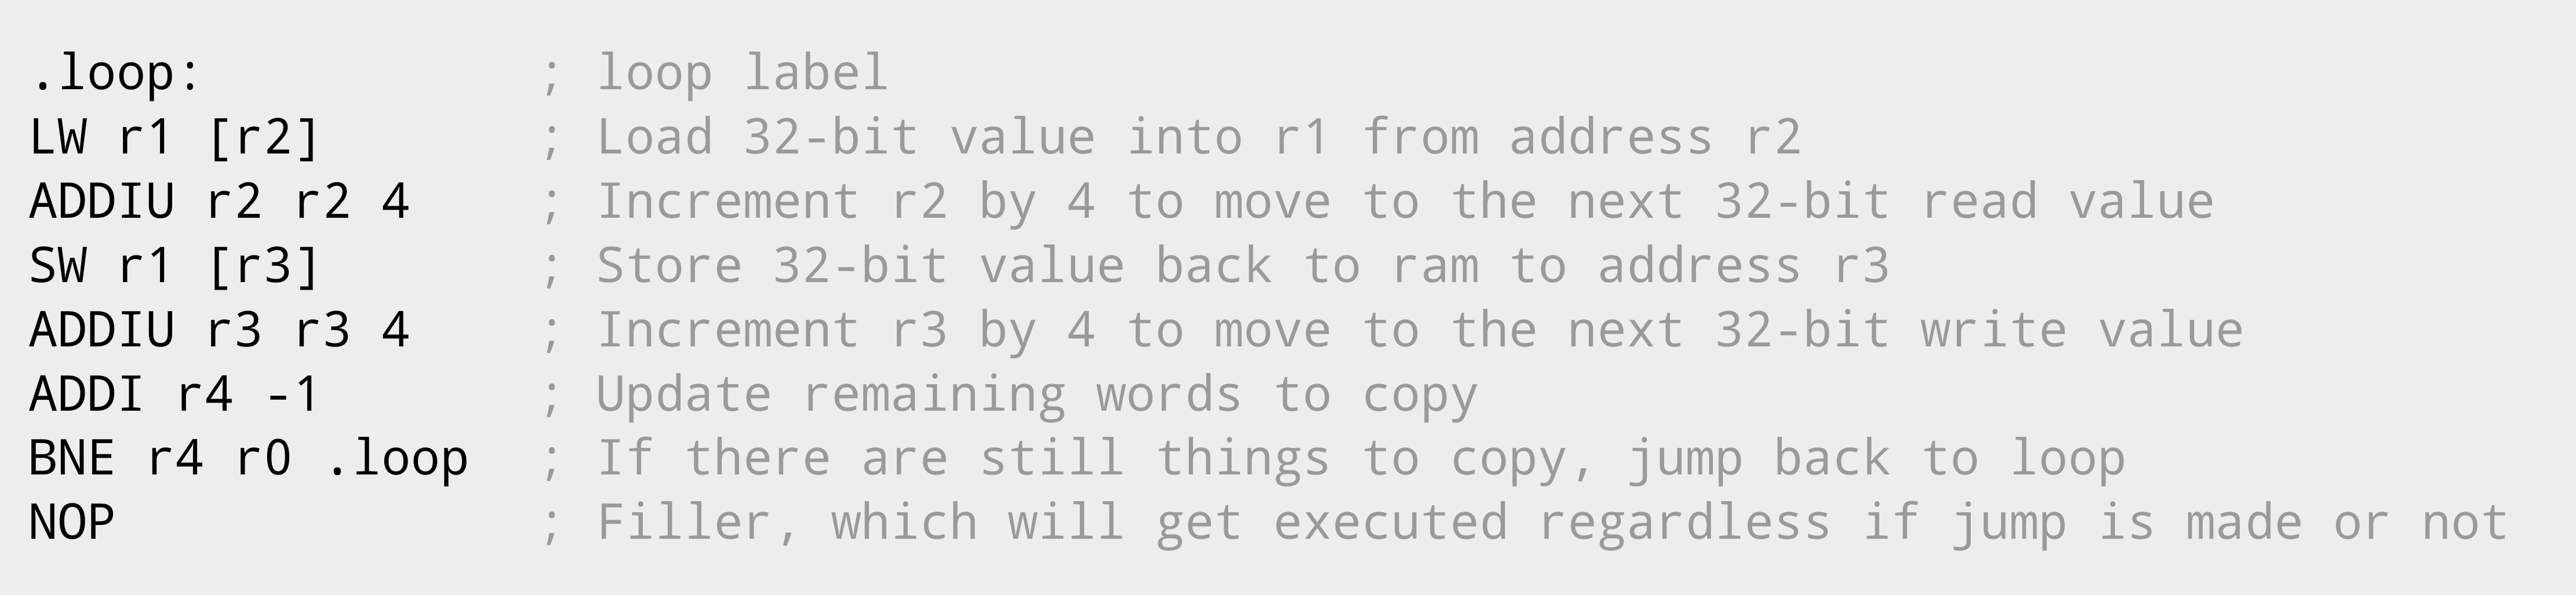 .loop: ; loop label
LW r1 [r2] ; Load 32-bit value into r1 from address r2
ADDIU r2 r2 4 ; Increment r2 by 4 to move to the next 32-bit read value
SW r1 [r3] ; Store 32-bit value back to ram to address r3
ADDIU r3 r3 4 ; Increment r3 by 4 to move to the next 32-bit write value
ADDI r4 -1 ; Update remaining words to copy
BNE r4 r0 .loop ; If there are still things to copy, jump back to loop
NOP ; Filler, which will get executed regardless if jump is made or not